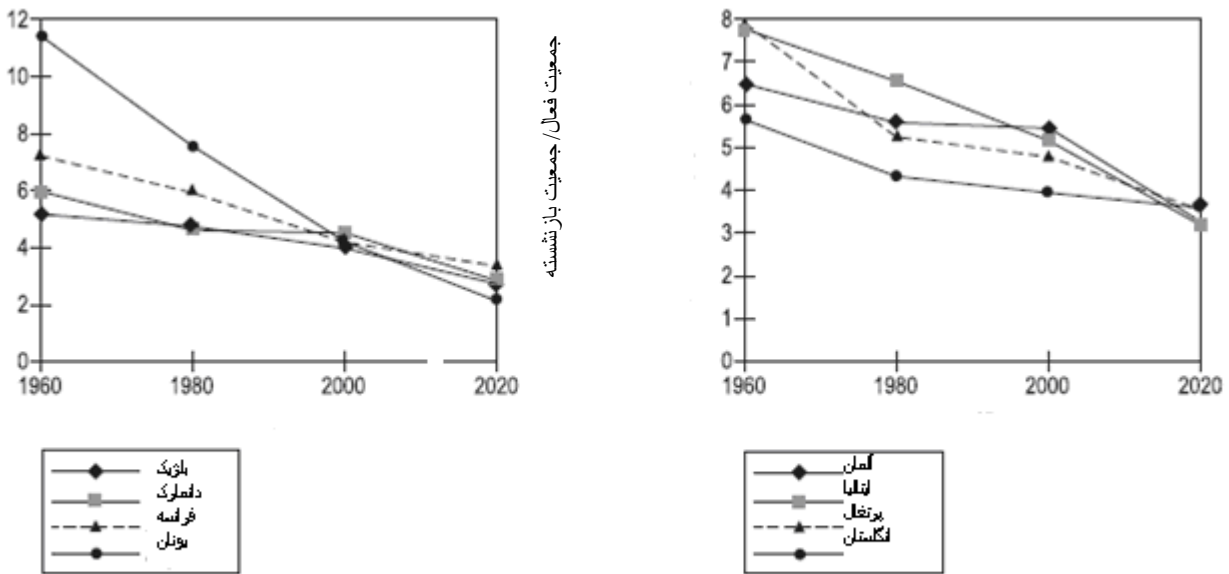 12
10
8
6
4
2
0
1960 1980 2000 2020
جمعیت فعال/جمعیت بازنشسته
8
7
6
5
4
3
2
1
0
1960 1980 2000 2020
بلژیک
دانمارک
فرانسه
یونان
آلمان
ایتالیا
پرتغال
انگلستان